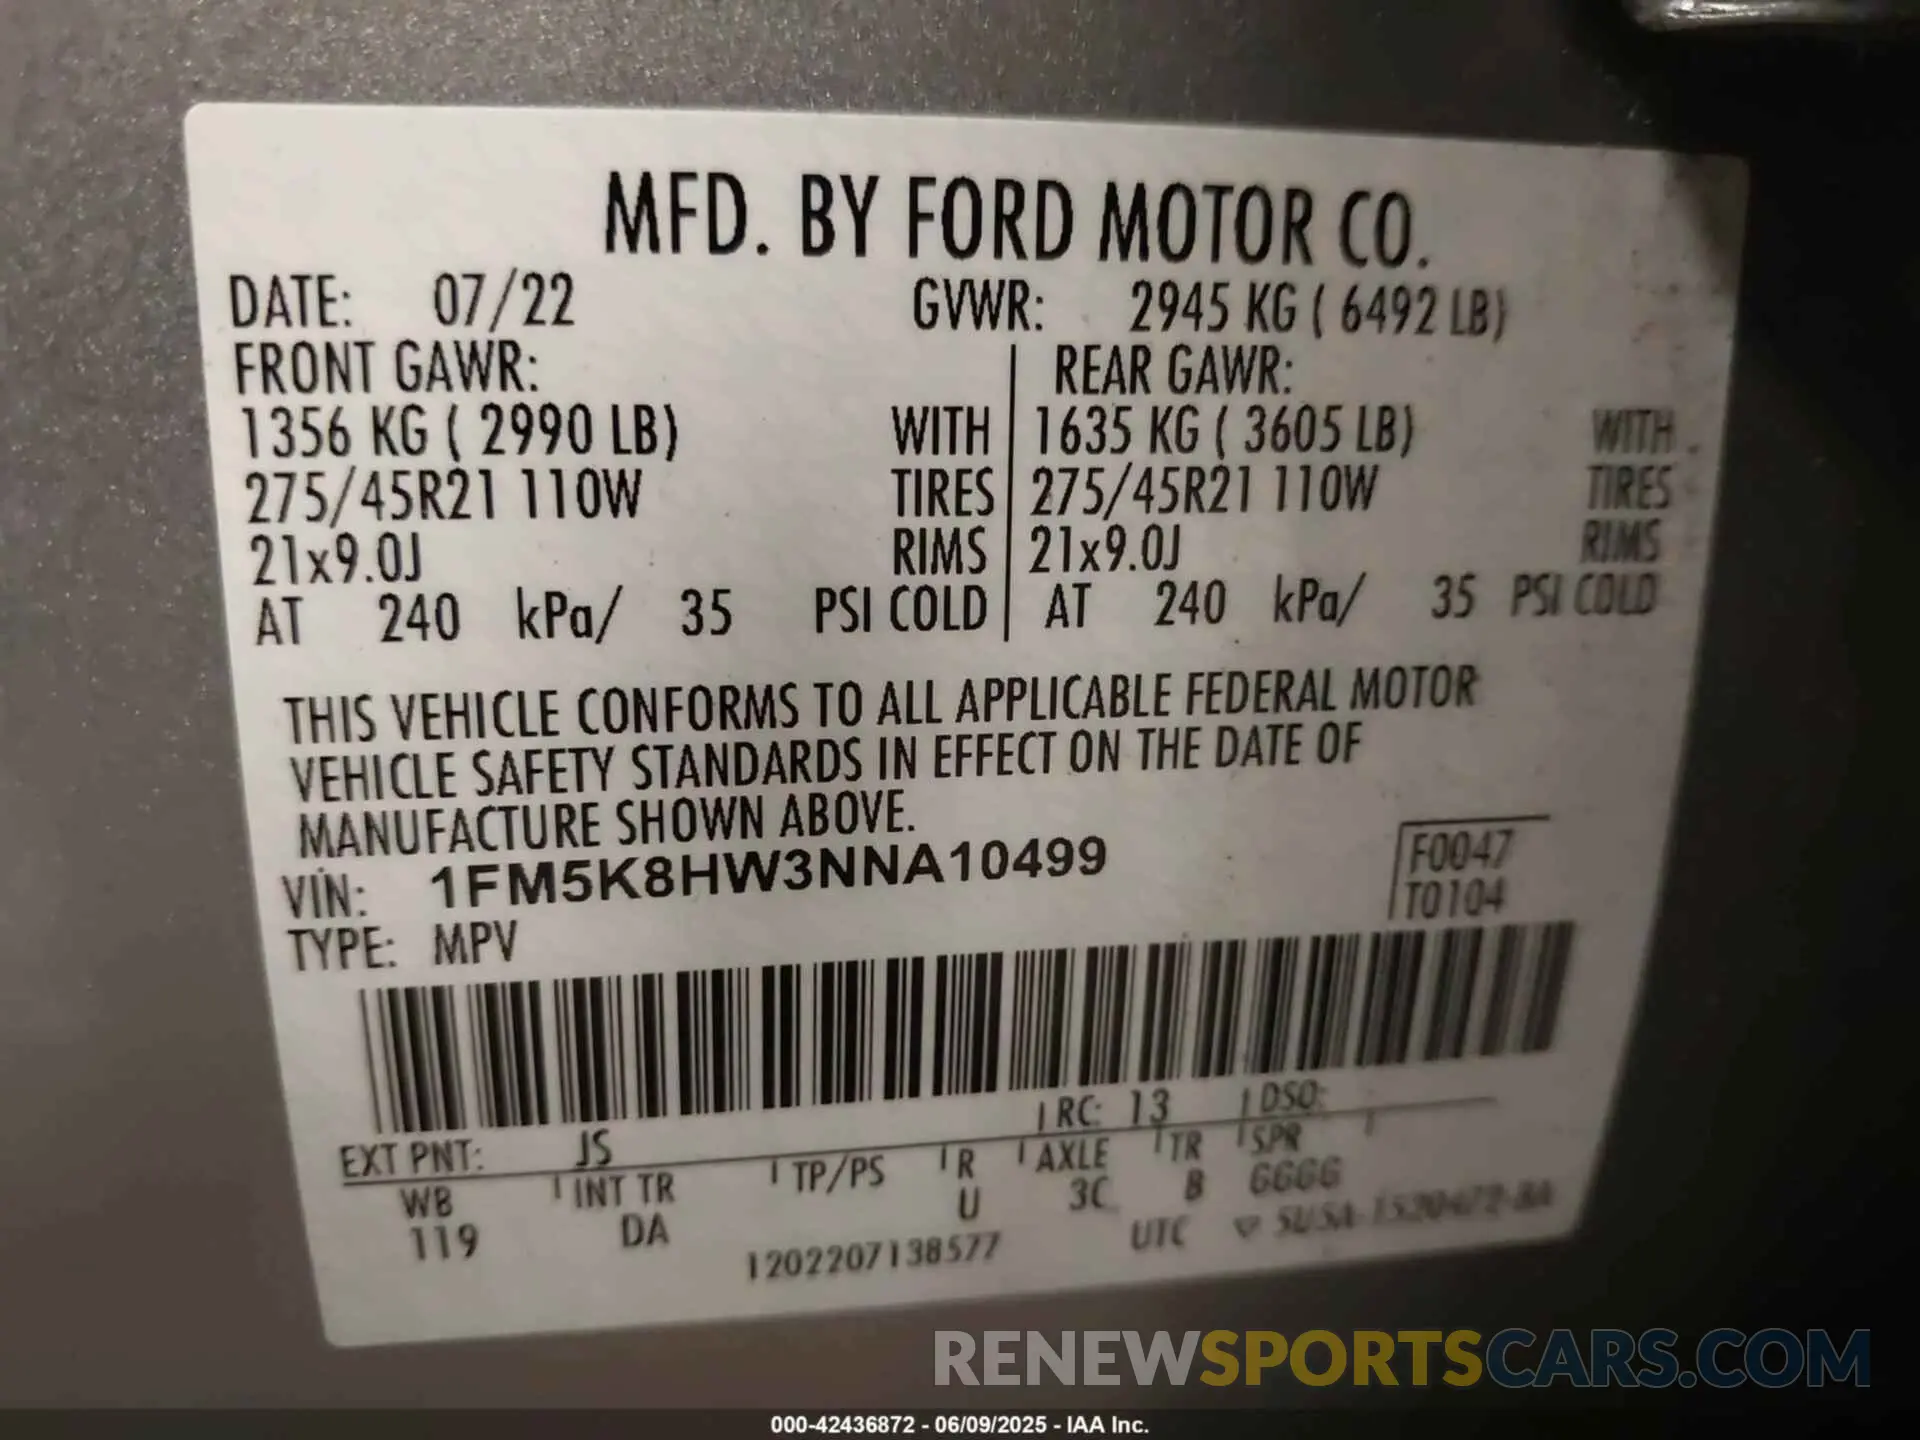 MFD. BY FORD MOTOR CO.
DATE: 07/22 GVWR: 2945 KG ( 6492 LB)
FRONT GAWR: REAR GAWR:
1356 KG ( 2990 LB) WITH 1635 KG ( 3605 LB) WITH
275/45R21 110W TIRES 275/45R21 110W TIRES
21x9.0J RIMS 21x9.0J RIMS
AT 240 kPa/ 35 PSI COLD AT 240 kPa/ 35 PSI COLD
THIS VEHICLE CONFORMS TO ALL APPLICABLE FEDERAL MOTOR
VEHICLE SAFETY STANDARDS IN EFFECT ON THE DATE OF
MANUFACTURE SHOWN ABOVE.
VIN: 1FM5K8HW3NNA10499
F0047
T0104
TYPE: MPV
EXT PNT: JS RC: 13 DSO:
WB INT TR TP/PS R AXLE TR SPR
119 DA U 3C B GGGG
1202207138577 UTC
RENEWSPORTSCARS.COM
000-42436872 - 06/09/2025 - IAA Inc.